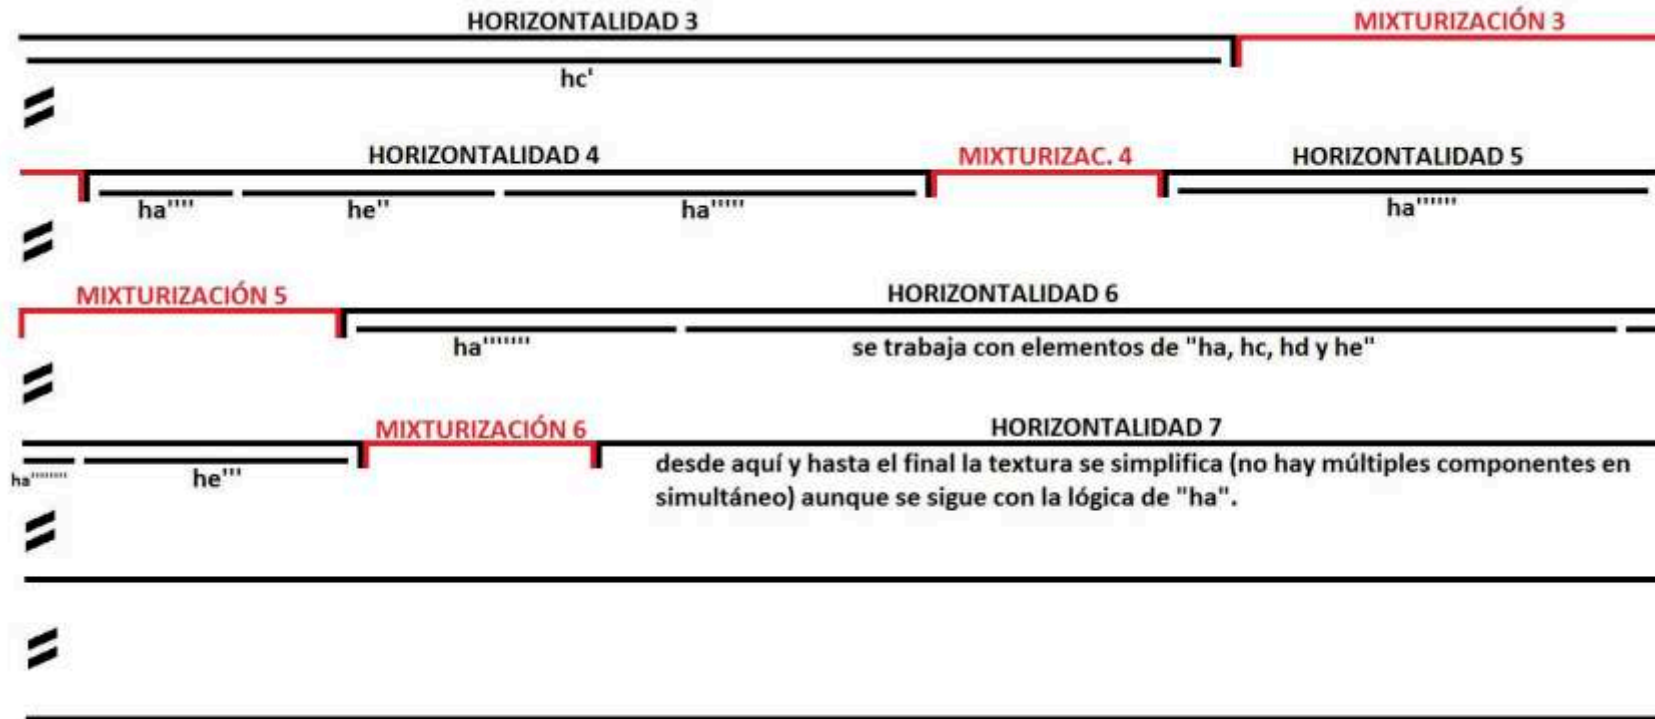 HORIZONTALIDAD 3 MIXTURIZACIÓN 3
hc'
HORIZONTALIDAD 4 MIXTURIZAC. 4 HORIZONTALIDAD 5
ha'''' he'' ha''''' ha''''''
MIXTURIZACIÓN 5 HORIZONTALIDAD 6
ha''''''' se trabaja con elementos de "ha, hc, hd y he"
MIXTURIZACIÓN 6 HORIZONTALIDAD 7
ha'''''''' he''' desde aquí y hasta el final la textura se simplifica (no hay múltiples componentes en
simultáneo) aunque se sigue con la lógica de "ha".